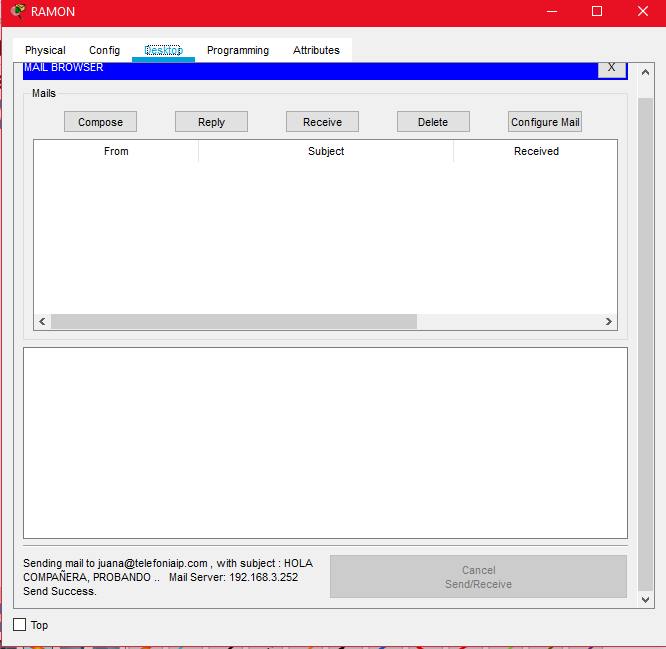 RAMON
Physical Config Desktop Programming Attributes
MAIL BROWSER X
Mails
Compose Reply Receive Delete Configure Mail
From Subject Received
Sending mail to juana@telefoniaip.com , with subject : HOLA
COMPAÑERA, PROBANDO .. Mail Server: 192.168.3.252
Send Success.
Cancel
Send/Receive
Top